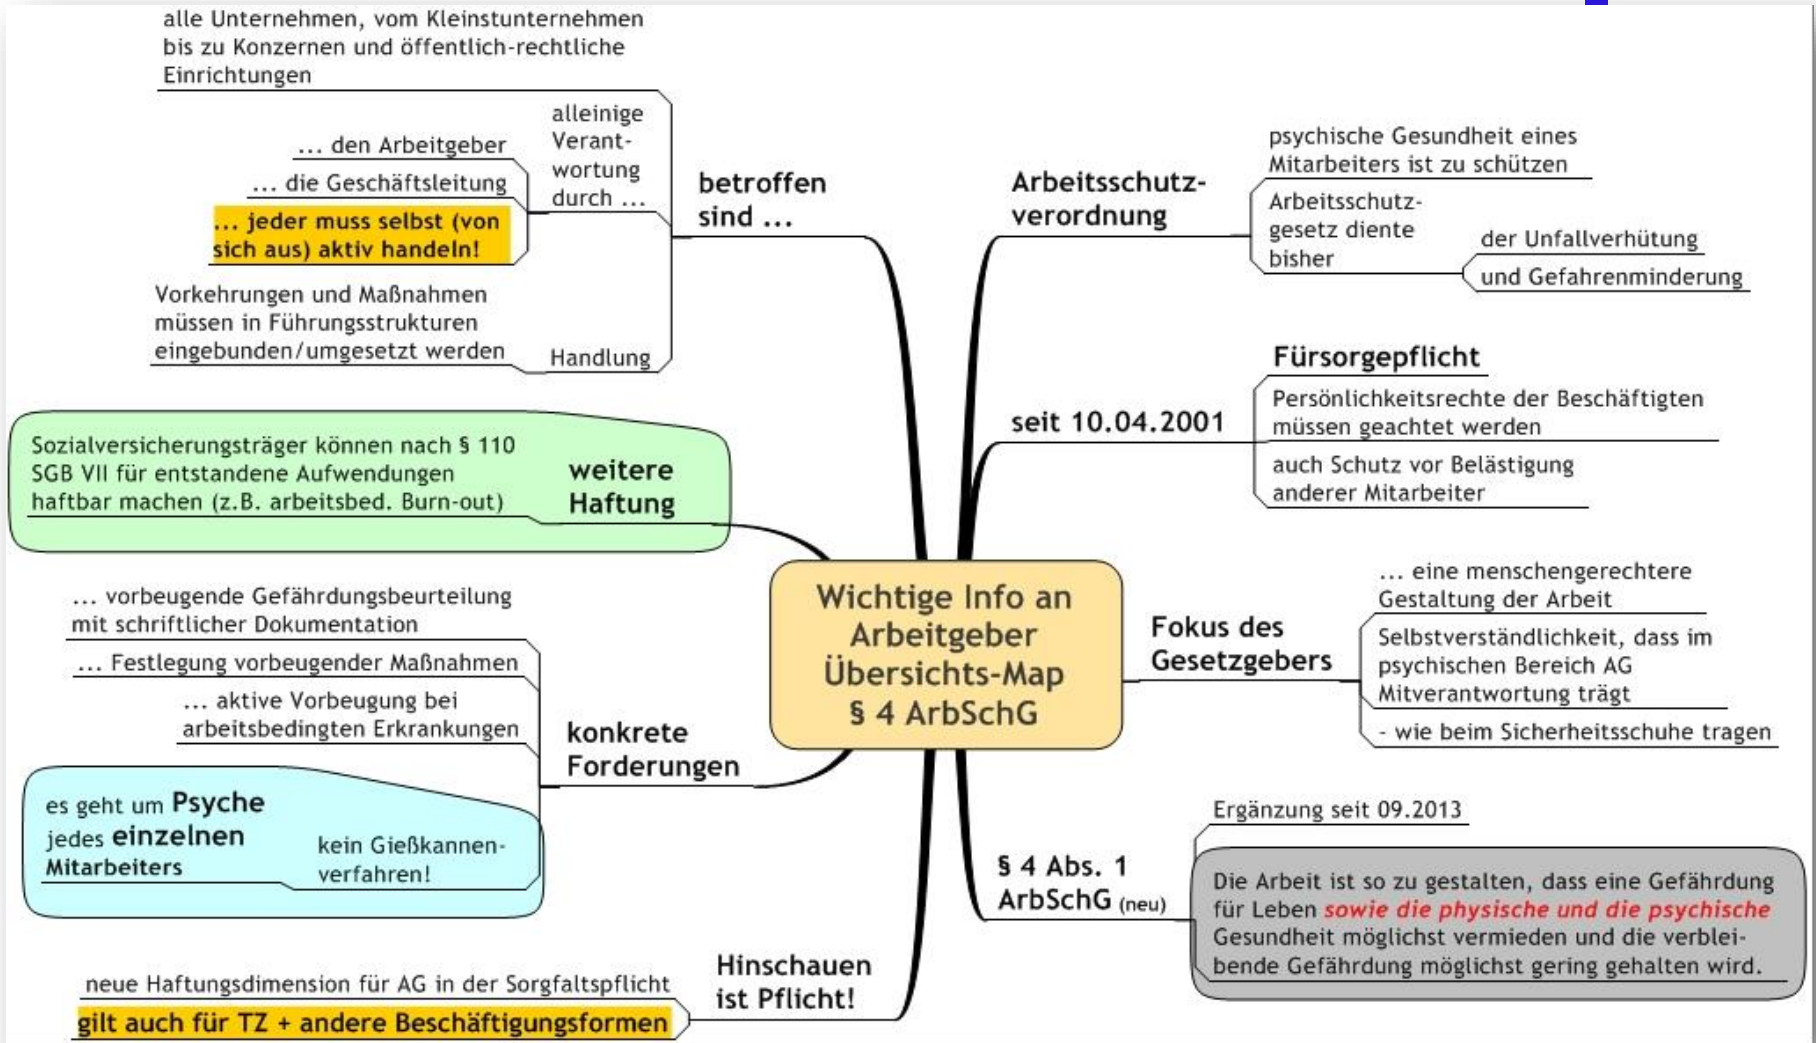 alle Unternehmen, vom Kleinstunternehmen
bis zu Konzernen und öffentlich-rechtliche
Einrichtungen
alleinige
Verant-
wortung
durch ...
... den Arbeitgeber
... die Geschäftsleitung
... jeder muss selbst (von
sich aus) aktiv handeln!
Vorkehrungen und Maßnahmen
müssen in Führungsstrukturen
eingebunden/umgesetzt werden
Handlung
betroffen
sind ...
Sozialversicherungsträger können nach § 110
SGB VII für entstandene Aufwendungen
haftbar machen (z.B. arbeitsbed. Burn-out)
weitere
Haftung
... vorbeugende Gefährdungsbeurteilung
mit schriftlicher Dokumentation
... Festlegung vorbeugender Maßnahmen
... aktive Vorbeugung bei
arbeitsbedingten Erkrankungen
konkrete
Forderungen
es geht um Psyche
jedes einzelnen
Mitarbeiters
kein Gießkannen-
verfahren!
neue Haftungsdimension für AG in der Sorgfaltspflicht
gilt auch für TZ + andere Beschäftigungsformen
Hinschauen
ist Pflicht!
Wichtige Info an
Arbeitgeber
Übersichts-Map
§ 4 ArbSchG
Arbeitsschutz-
verordnung
psychische Gesundheit eines
Mitarbeiters ist zu schützen
Arbeitsschutz-
gesetz diente
bisher
der Unfallverhütung
und Gefahrenminderung
seit 10.04.2001
Fürsorgepflicht
Persönlichkeitsrechte der Beschäftigten
müssen geachtet werden
auch Schutz vor Belästigung
anderer Mitarbeiter
Fokus des
Gesetzgebers
... eine menschengerechtere
Gestaltung der Arbeit
Selbstverständlichkeit, dass im
psychischen Bereich AG
Mitverantwortung trägt
- wie beim Sicherheitsschuhe tragen
§ 4 Abs. 1
ArbSchG (neu)
Ergänzung seit 09.2013
Die Arbeit ist so zu gestalten, dass eine Gefährdung
für Leben sowie die physische und die psychische
Gesundheit möglichst vermieden und die verblei-
bende Gefährdung möglichst gering gehalten wird.